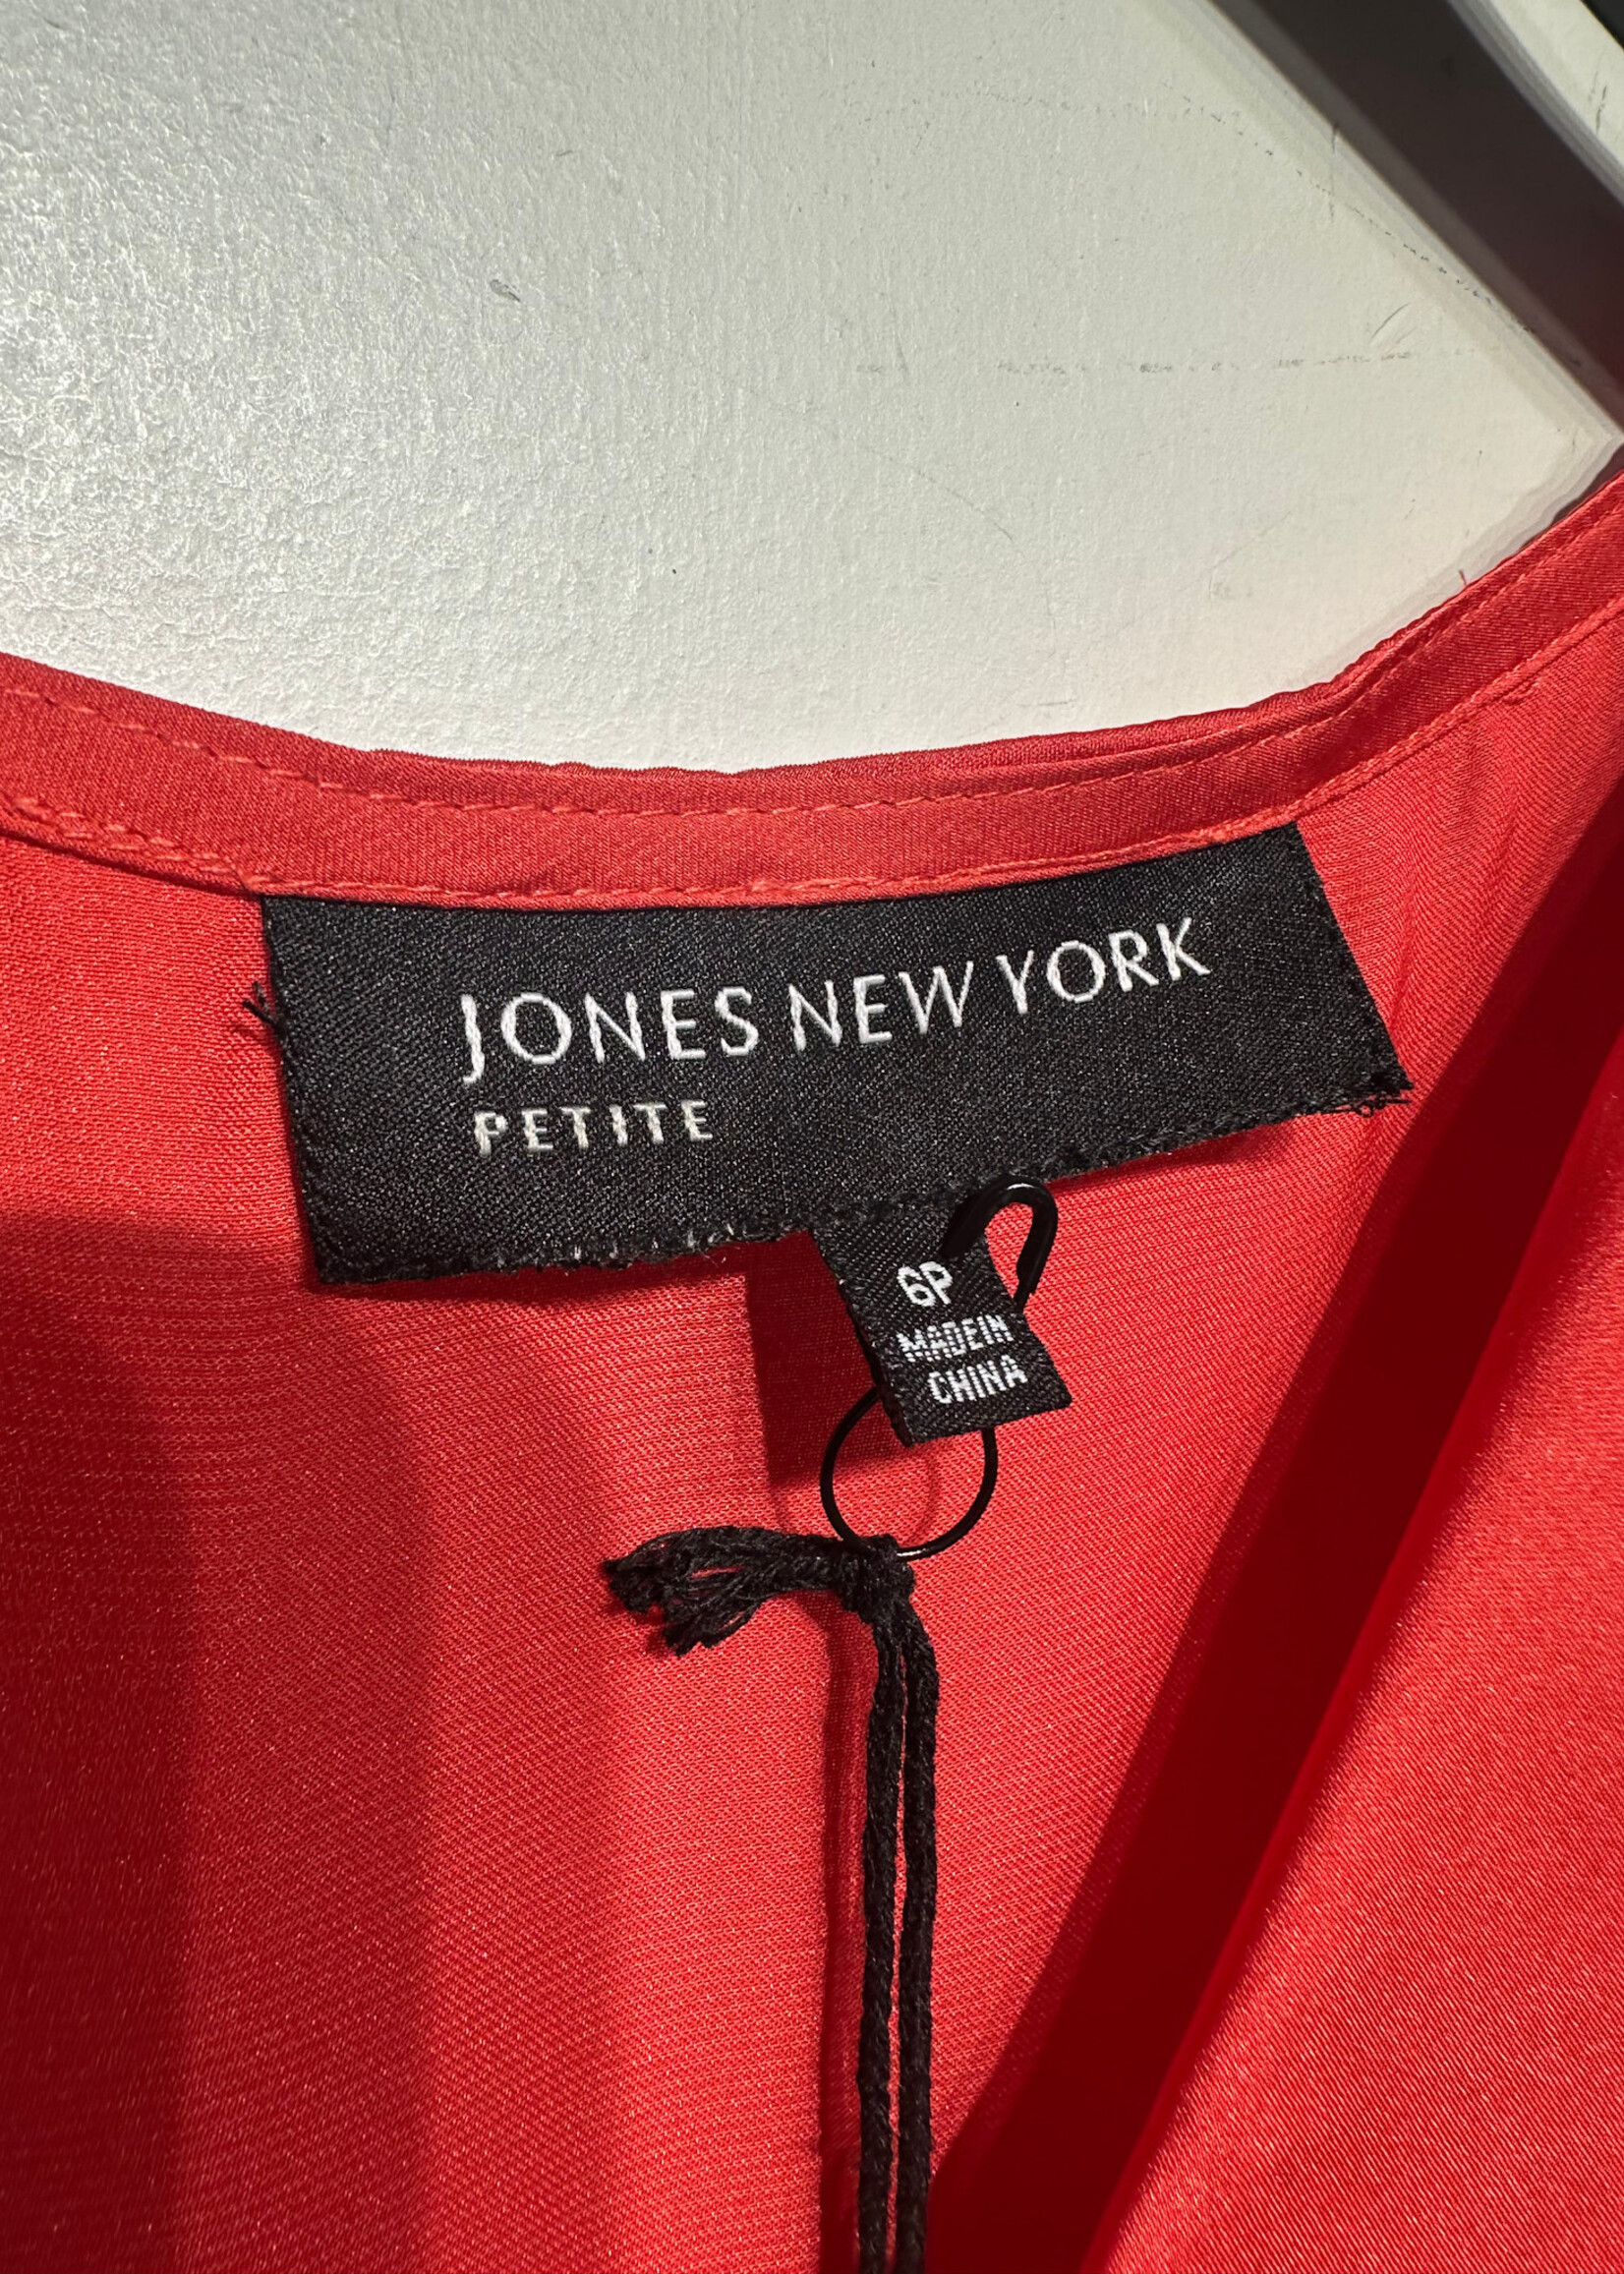 JONES NEW YORK
PETITE
6P
MADE IN
CHINA